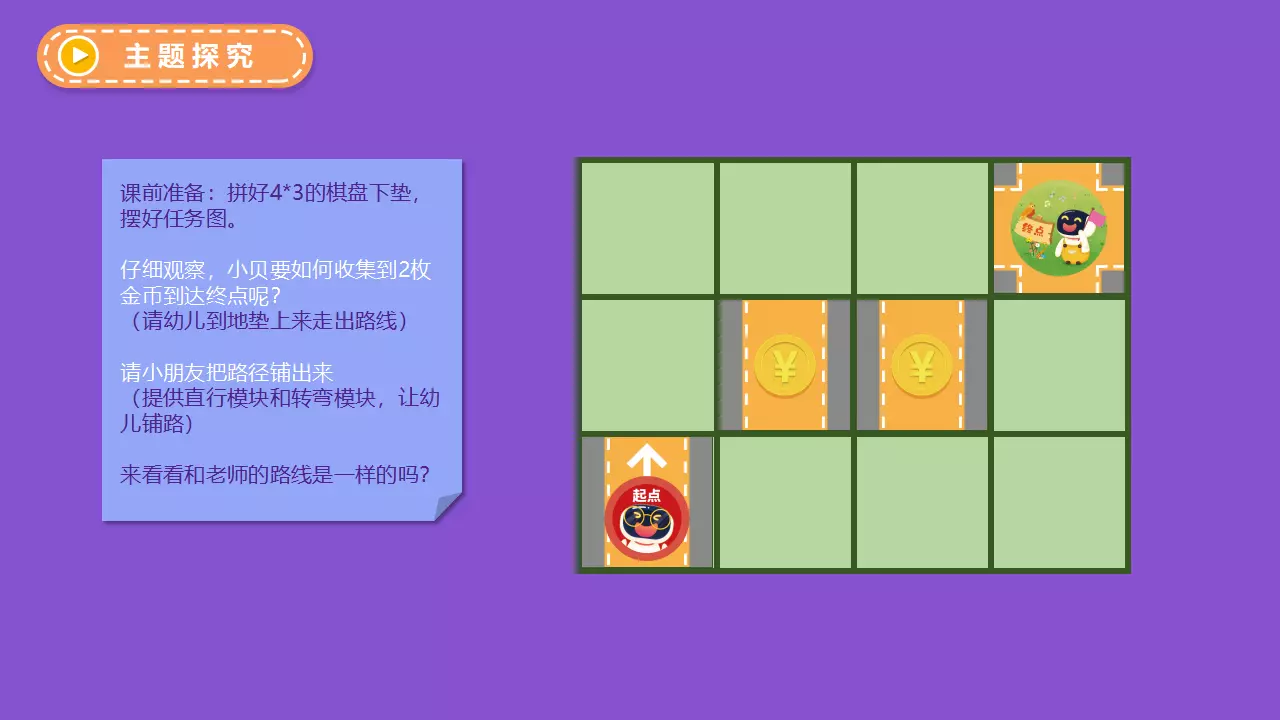 主题探究
课前准备：拼好4*3的棋盘下垫，
摆好任务图。
仔细观察，小贝要如何收集到2枚
金币到达终点呢？
（请幼儿到地垫上来走出路线）
请小朋友把路径铺出来
（提供直行模块和转弯模块，让幼
儿铺路）
来看看和老师的路线是一样的吗？
终点
¥
¥
起点